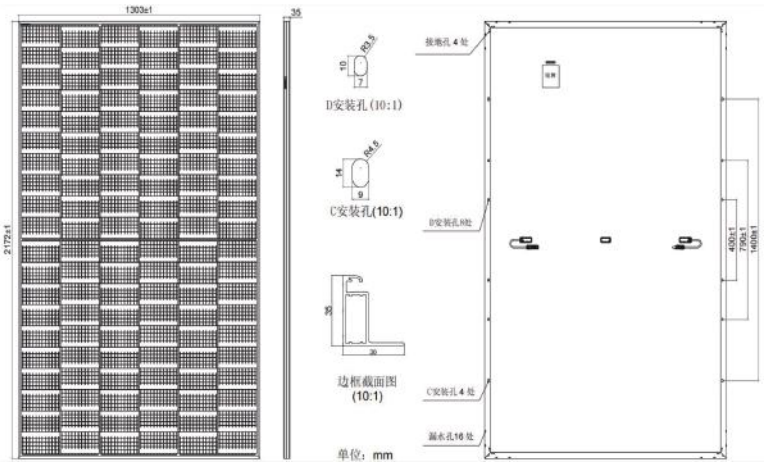 1303±1
35
2172±1
R3.5
10
7
D安装孔(10:1)
R4.5
14
9
C安装孔(10:1)
35
30
边框截面图
(10:1)
单位：mm
接地孔 4 处
铭牌
D安装孔8处
400±1
790±1
1400±1
C安装孔 4 处
漏水孔16 处